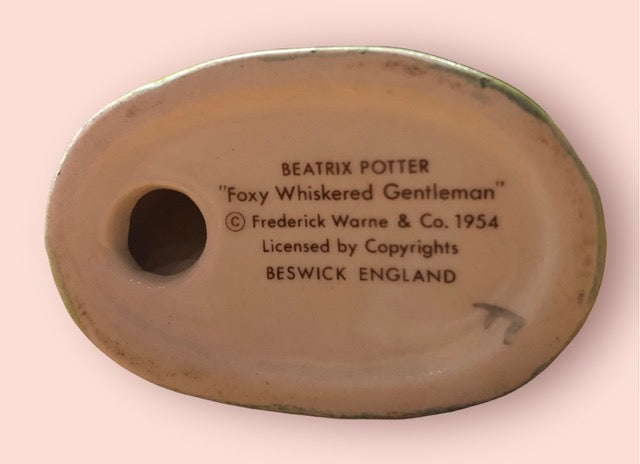 BEATRIX POTTER
"Foxy Whiskered Gentleman"
© Frederick Warne & Co. 1954
Licensed by Copyrights
BESWICK ENGLAND